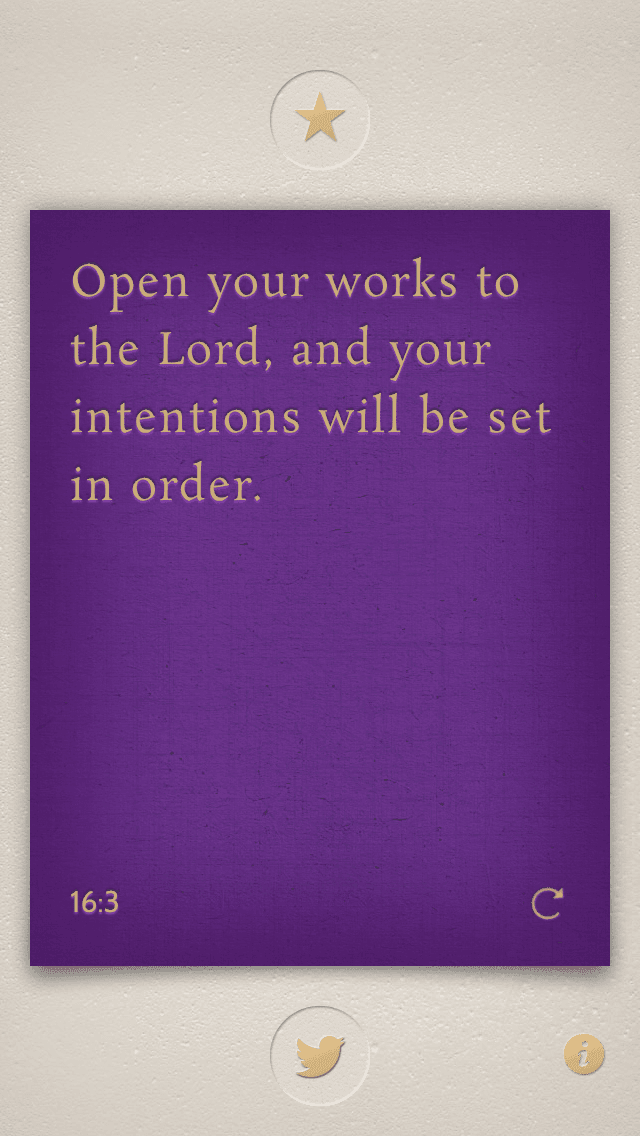 Open your works to
the Lord, and your
intentions will be set
in order.
16:3